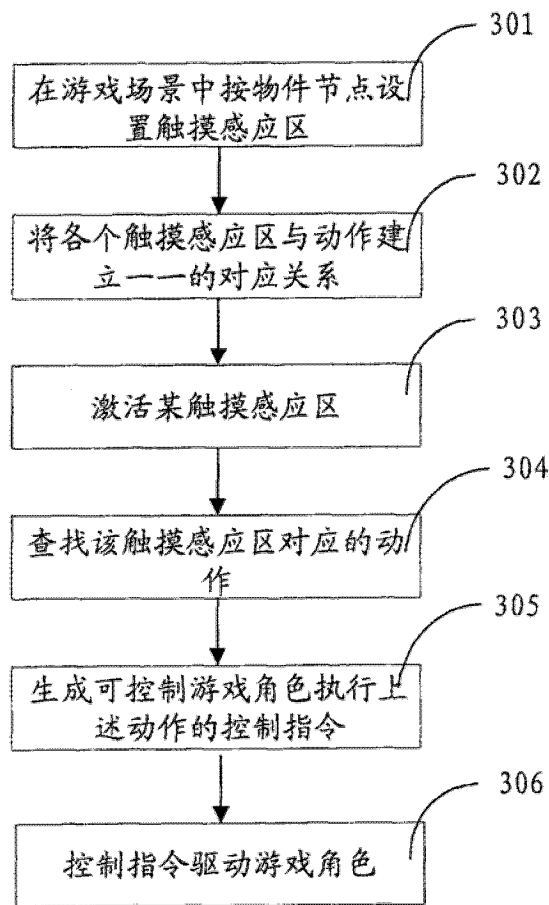 301
在游戏场景中按物件节点设
置触摸感应区
302
将各个触摸感应区与动作建
立一一的对应关系
303
激活某触摸感应区
304
查找该触摸感应区对应的动
作
305
生成可控制游戏角色执行上
述动作的控制指令
306
控制指令驱动游戏角色